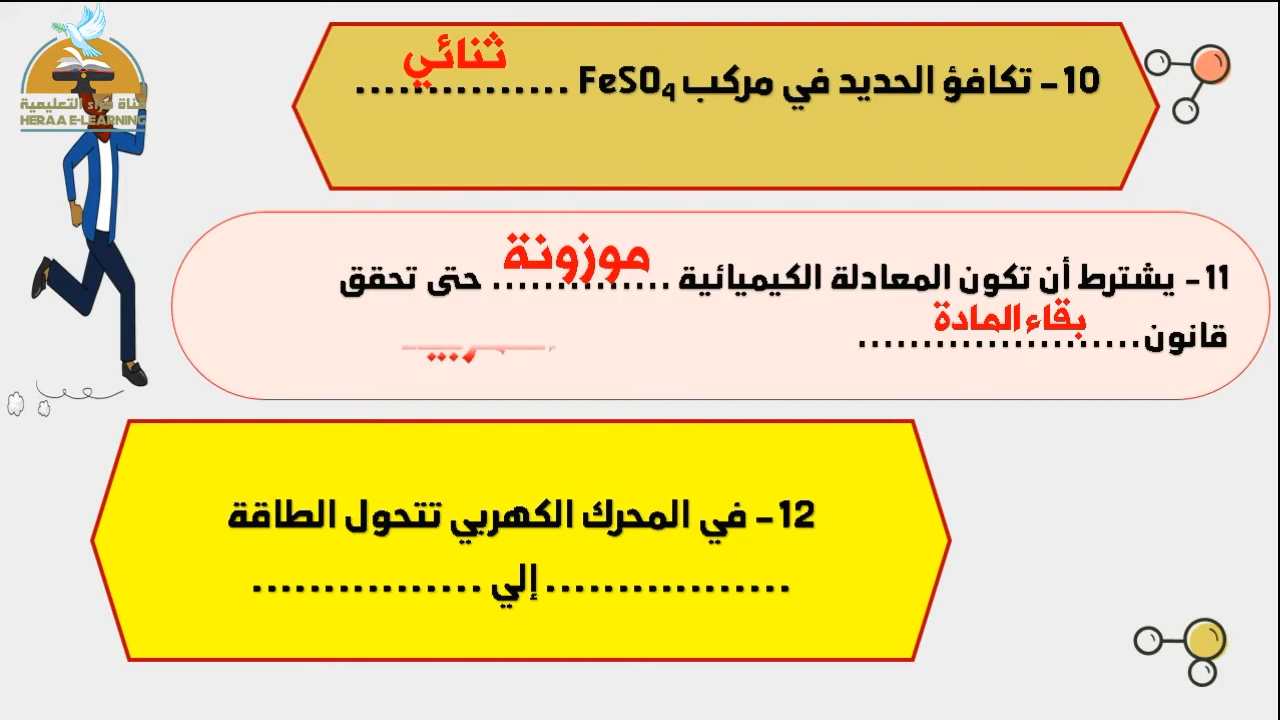 قناة حراء التعليمية
HERAA E-LEARNING
10- تكافؤ الحديد في مركب FeSO₄ ...............
ثنائي
11- يشترط أن تكون المعادلة الكيميائية .............. حتى تحقق
موزونة
قانون......................
بقاء المادة
12- في المحرك الكهربي تتحول الطاقة
................. إلي ................